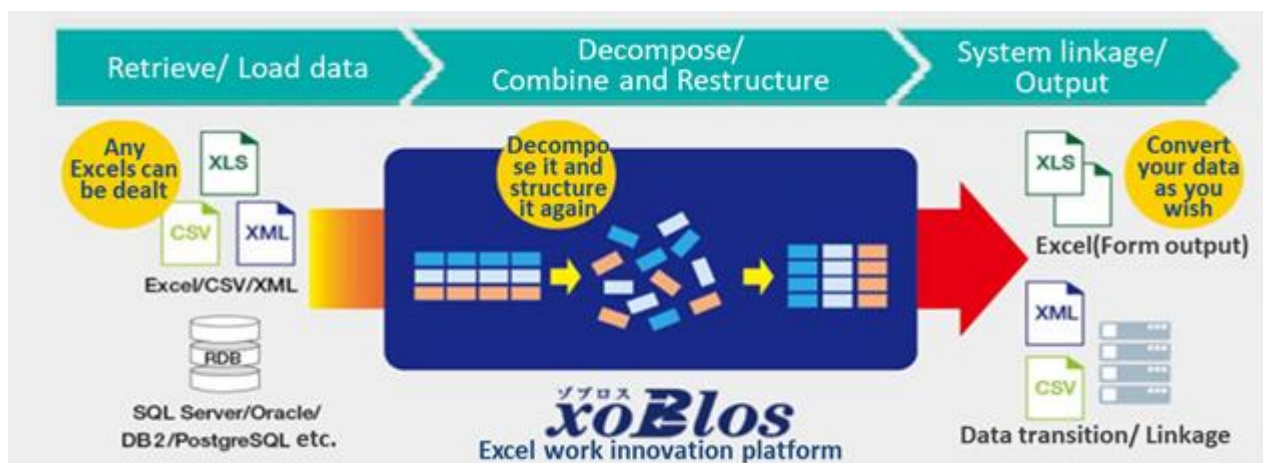 Retrieve/ Load data
Decompose/
Combine and Restructure
System linkage/
Output
Any
Excels can
be dealt
XLS
CSV
XML
Excel/CSV/XML
RDB
SQL Server/Oracle/
DB2/PostgreSQL etc.
Decompo
se it and
structure
it again
ゾブロス
xoBlos
Excel work innovation platform
XLS
Convert
your data
as you
wish
Excel(Form output)
XML
CSV
Data transition/ Linkage